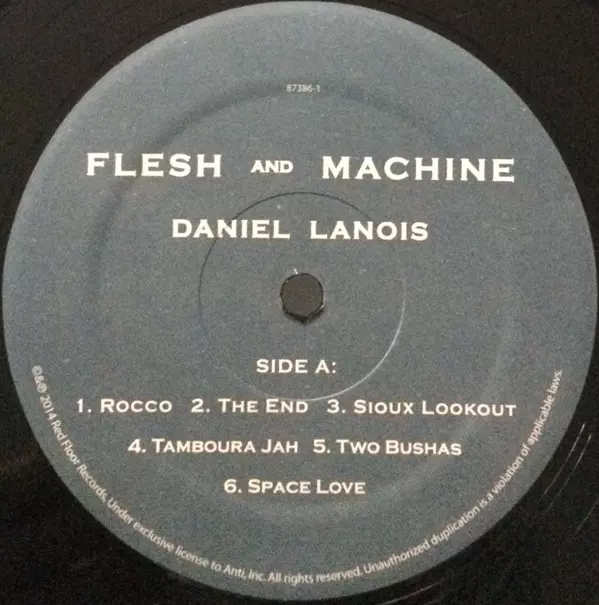 87386-1
FLESH AND MACHINE
DANIEL LANOIS
SIDE A:
1. ROCCO 2. THE END 3. SIOUX LOOKOUT
4. TAMBOURA JAH 5. TWO BUSHAS
6. SPACE LOVE
©&℗ 2014 Red Floor Records. Under exclusive license to Anti, Inc. All rights reserved. Unauthorized duplication is a violation of applicable laws.